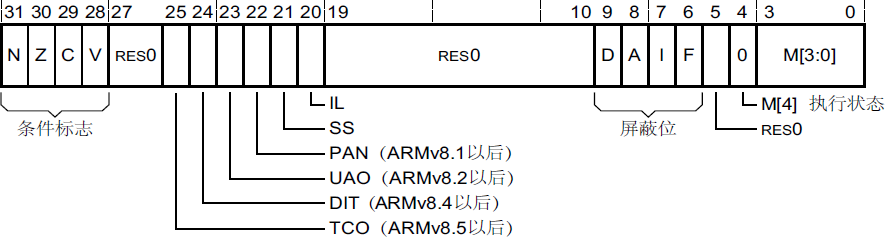 31 30 29 28 27 25 24 23 22 21 20 19 10 9 8 7 6 5 4 3 0
N Z C V RES0 RES0 D A I F 0 M[3:0]
条件标志 屏蔽位
IL M[4] 执行状态
SS RES0
PAN（ARMv8.1以后）
UAO（ARMv8.2以后）
DIT（ARMv8.4以后）
TCO（ARMv8.5以后）